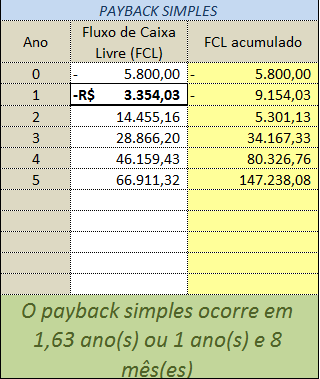 PAYBACK SIMPLES
Ano Fluxo de Caixa Livre (FCL) FCL acumulado
0 - 5.800,00 - 5.800,00
1 -R$ 3.354,03 - 9.154,03
2 14.455,16 5.301,13
3 28.866,20 34.167,33
4 46.159,43 80.326,76
5 66.911,32 147.238,08
O payback simples ocorre em
1,63 ano(s) ou 1 ano(s) e 8
mês(es)